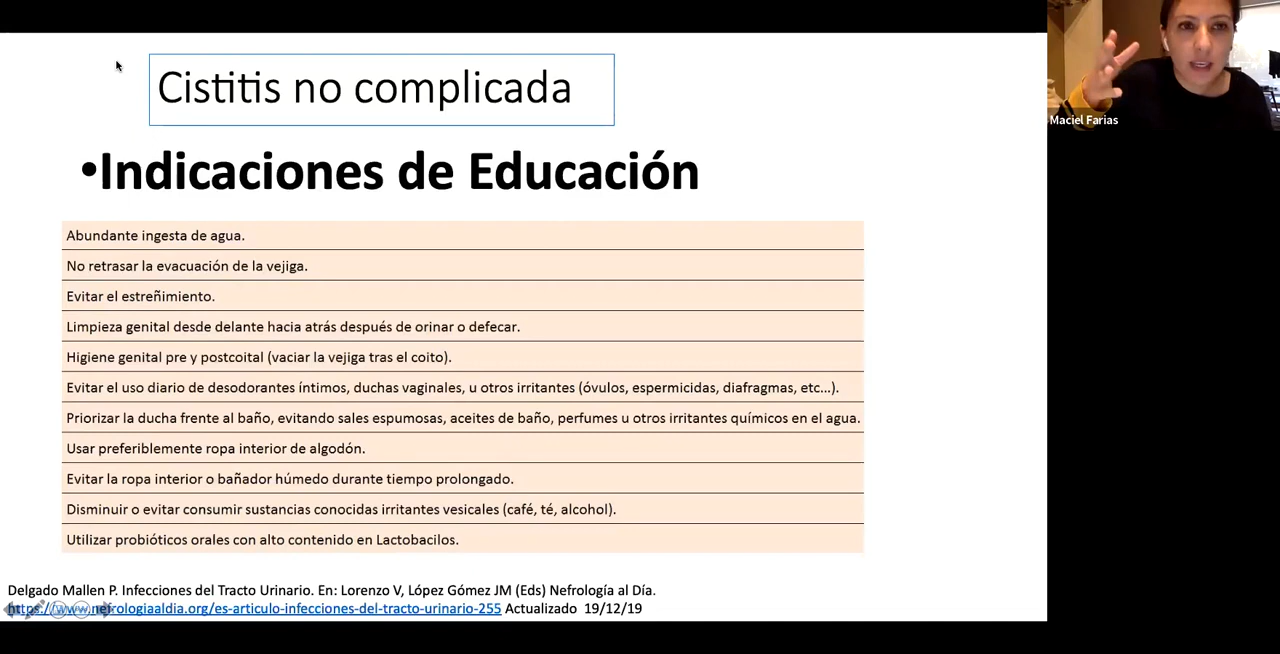 Cistitis no complicada
•Indicaciones de Educación
Abundante ingesta de agua.
No retrasar la evacuación de la vejiga.
Evitar el estreñimiento.
Limpieza genital desde delante hacia atrás después de orinar o defecar.
Higiene genital pre y postcoital (vaciar la vejiga tras el coito).
Evitar el uso diario de desodorantes íntimos, duchas vaginales, u otros irritantes (óvulos, espermicidas, diafragmas, etc...).
Priorizar la ducha frente al baño, evitando sales espumosas, aceites de baño, perfumes u otros irritantes químicos en el agua.
Usar preferiblemente ropa interior de algodón.
Evitar la ropa interior o bañador húmedo durante tiempo prolongado.
Disminuir o evitar consumir sustancias conocidas irritantes vesicales (café, té, alcohol).
Utilizar probióticos orales con alto contenido en Lactobacilos.
Delgado Mallen P. Infecciones del Tracto Urinario. En: Lorenzo V, López Gómez JM (Eds) Nefrología al Día.
https://www.nefrologiaaldia.org/es-articulo-infecciones-del-tracto-urinario-255 Actualizado 19/12/19
Maciel Farias